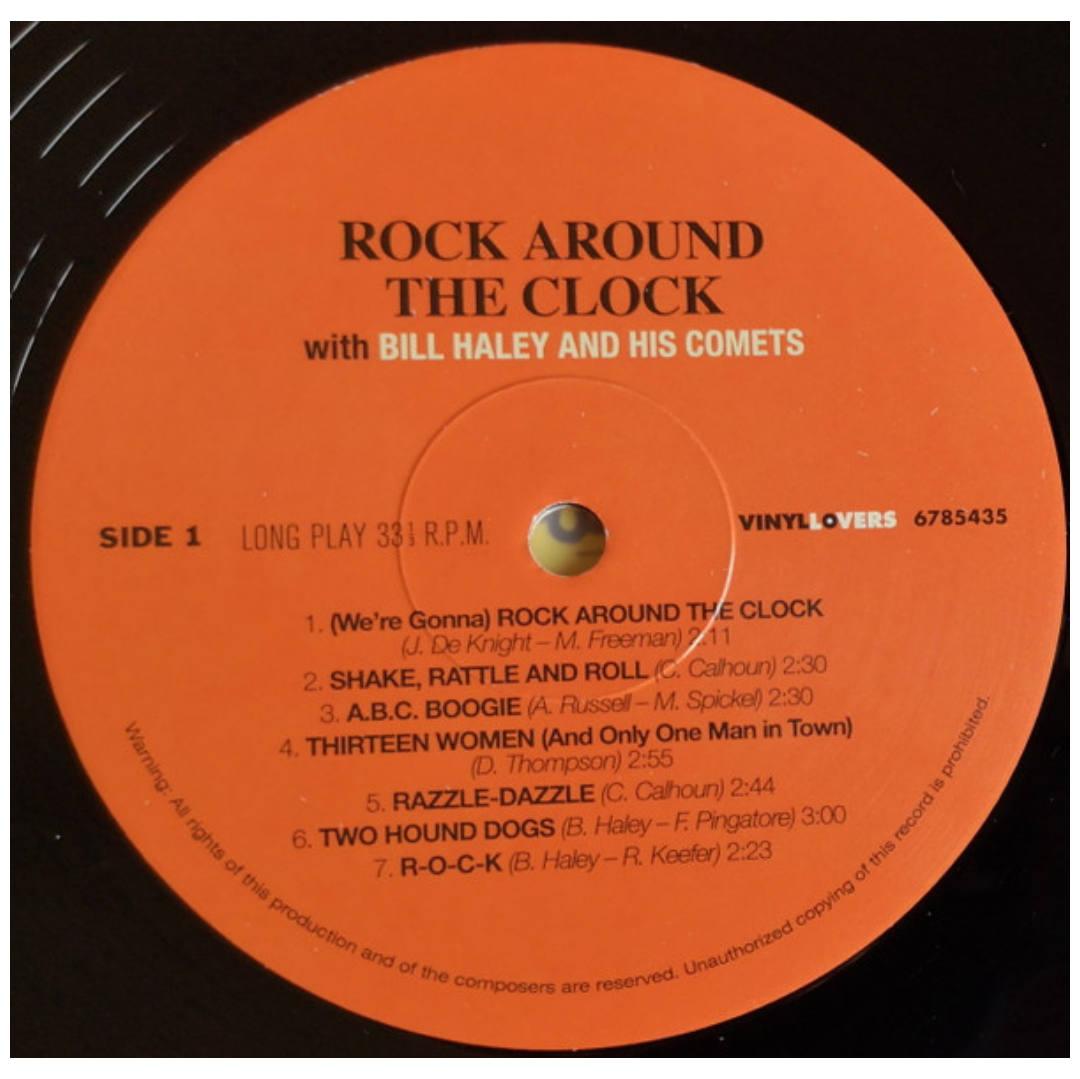 ROCK AROUND
THE CLOCK
with BILL HALEY AND HIS COMETS
SIDE 1 LONG PLAY 33⅓ R.P.M.
VINYLLOVERS 6785435
1. (We're Gonna) ROCK AROUND THE CLOCK
(J. De Knight – M. Freeman) 2:11
2. SHAKE, RATTLE AND ROLL (C. Calhoun) 2:30
3. A.B.C. BOOGIE (A. Russell – M. Spickel) 2:30
4. THIRTEEN WOMEN (And Only One Man in Town)
(D. Thompson) 2:55
5. RAZZLE-DAZZLE (C. Calhoun) 2:44
6. TWO HOUND DOGS (B. Haley – F. Pingatore) 3:00
7. R-O-C-K (B. Haley – R. Keefer) 2:23
Warning: All rights of this production and of the composers are reserved. Unauthorized copying of this record is prohibited.